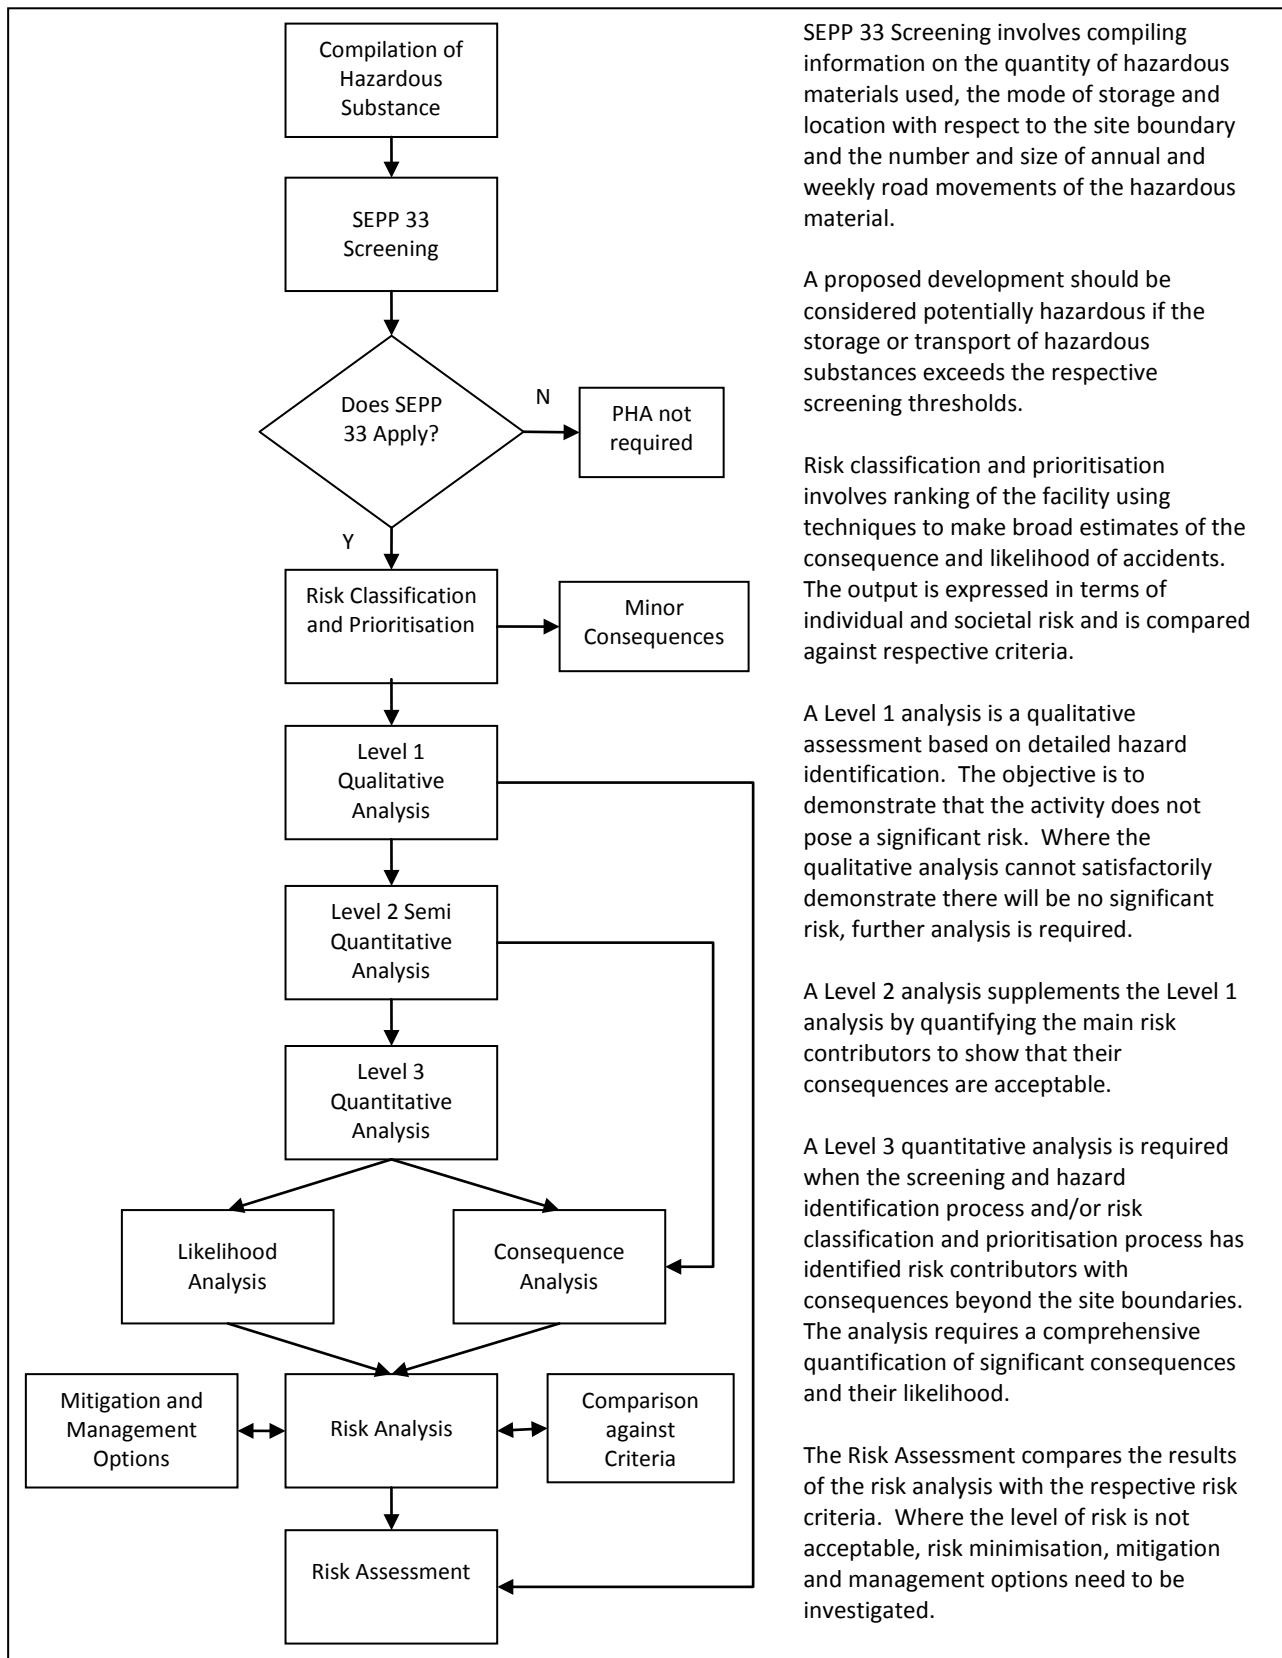 Compilation of
Hazardous
Substance
SEPP 33
Screening
Does SEPP
33 Apply?
N
PHA not
required
Y
Risk Classification
and Prioritisation
Minor
Consequences
Level 1
Qualitative
Analysis
Level 2 Semi
Quantitative
Analysis
Level 3
Quantitative
Analysis
Likelihood
Analysis
Consequence
Analysis
Mitigation and
Management
Options
Risk Analysis
Comparison
against
Criteria
Risk Assessment
SEPP 33 Screening involves compiling
information on the quantity of hazardous
materials used, the mode of storage and
location with respect to the site boundary
and the number and size of annual and
weekly road movements of the hazardous
material.
A proposed development should be
considered potentially hazardous if the
storage or transport of hazardous
substances exceeds the respective
screening thresholds.
Risk classification and prioritisation
involves ranking of the facility using
techniques to make broad estimates of the
consequence and likelihood of accidents.
The output is expressed in terms of
individual and societal risk and is compared
against respective criteria.
A Level 1 analysis is a qualitative
assessment based on detailed hazard
identification.  The objective is to
demonstrate that the activity does not
pose a significant risk.  Where the
qualitative analysis cannot satisfactorily
demonstrate there will be no significant
risk, further analysis is required.
A Level 2 analysis supplements the Level 1
analysis by quantifying the main risk
contributors to show that their
consequences are acceptable.
A Level 3 quantitative analysis is required
when the screening and hazard
identification process and/or risk
classification and prioritisation process has
identified risk contributors with
consequences beyond the site boundaries.
The analysis requires a comprehensive
quantification of significant consequences
and their likelihood.
The Risk Assessment compares the results
of the risk analysis with the respective risk
criteria.  Where the level of risk is not
acceptable, risk minimisation, mitigation
and management options need to be
investigated.